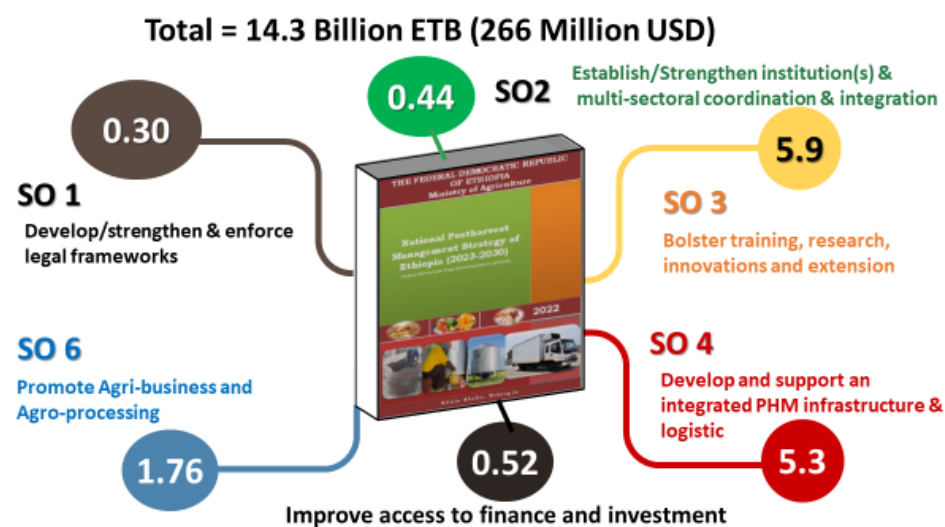 Total = 14.3 Billion ETB (266 Million USD)
0.30
SO 1
Develop/strengthen & enforce
legal frameworks
0.44
SO2
Establish/Strengthen institution(s) &
multi-sectoral coordination & integration
5.9
SO 3
Bolster training, research,
innovations and extension
THE FEDERAL DEMOCRATIC REPUBLIC
OF ETHIOPIA
Ministry of Agriculture
National Postharvest
Management Strategy of
Ethiopia (2023-2030)
2022
Addis Ababa, Ethiopia
SO 4
Develop and support an
integrated PHM infrastructure &
logistic
5.3
SO 6
Promote Agri-business and
Agro-processing
1.76
0.52
Improve access to finance and investment